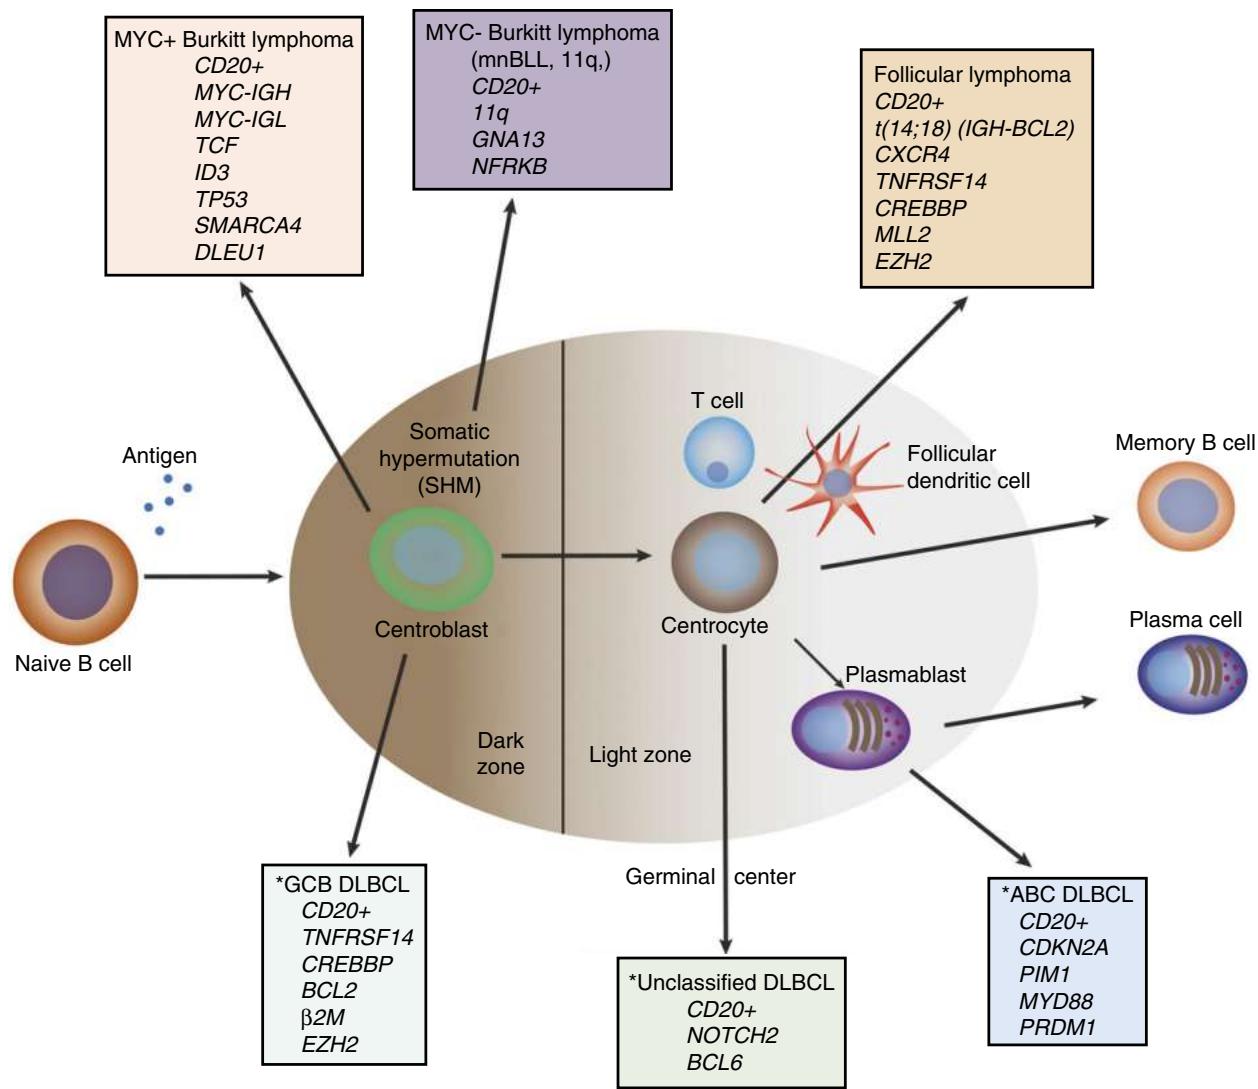 MYC+ Burkitt lymphoma
CD20+
MYC-IGH
MYC-IGL
TCF
ID3
TP53
SMARCA4
DLEU1
MYC- Burkitt lymphoma
(mnBLL, 11q,)
CD20+
11q
GNA13
NFRKB
Follicular lymphoma
CD20+
t(14;18) (IGH-BCL2)
CXCR4
TNFRSF14
CREBBP
MLL2
EZH2
Antigen
Naive B cell
Somatic
hypermutation
(SHM)
Centroblast
Dark
zone
T cell
Follicular
dendritic cell
Centrocyte
Plasmablast
Light zone
Memory B cell
Plasma cell
Germinal center
*GCB DLBCL
CD20+
TNFRSF14
CREBBP
BCL2
β2M
EZH2
*Unclassified DLBCL
CD20+
NOTCH2
BCL6
*ABC DLBCL
CD20+
CDKN2A
PIM1
MYD88
PRDM1